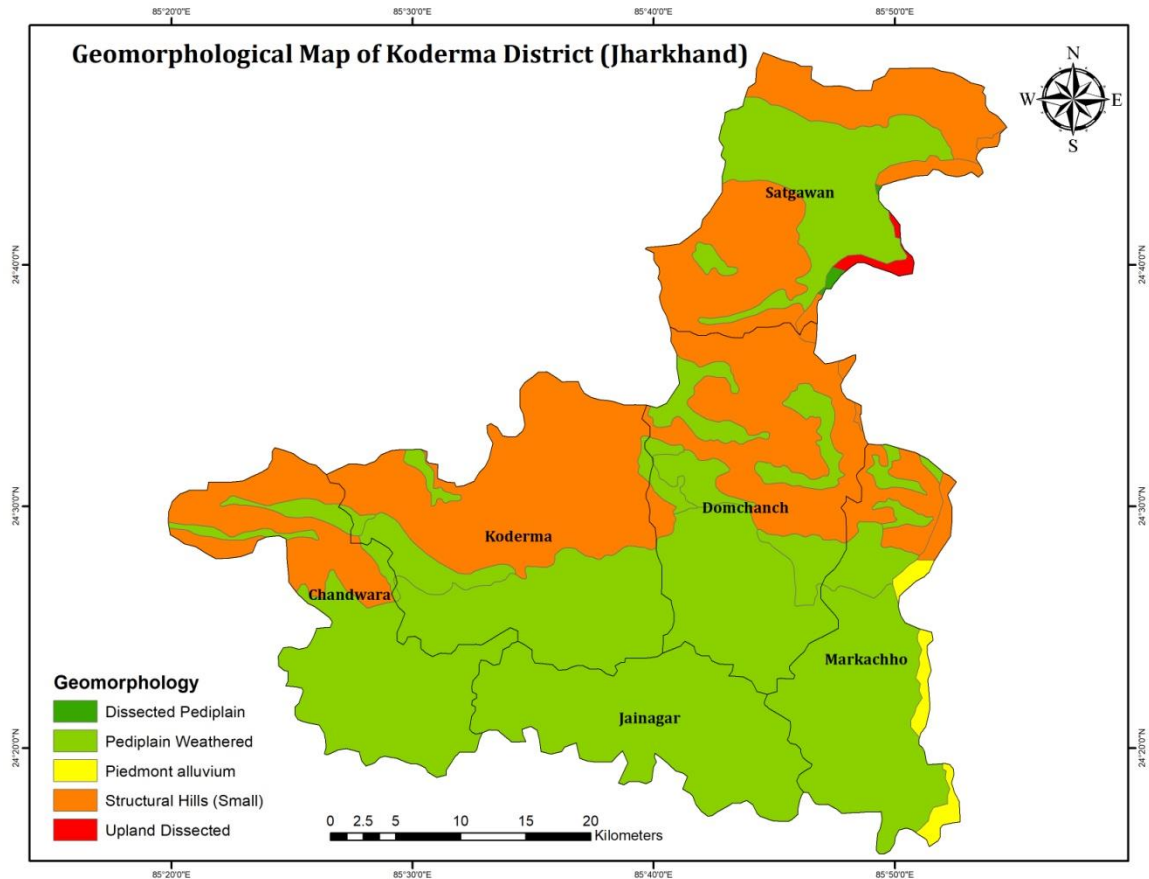 85°20'0"E 85°30'0"E 85°40'0"E 85°50'0"E
Geomorphological Map of Koderma District (Jharkhand)
N
W E
S
Satgawan
24°40'0"N 24°40'0"N
24°30'0"N 24°30'0"N
Domchanch
Koderma
Chandwara
Markachho
Jainagar
24°20'0"N 24°20'0"N
Geomorphology
Dissected Pediplain
Pediplain Weathered
Piedmont alluvium
Structural Hills (Small)
Upland Dissected
0 2.5 5 10 15 20
Kilometers
85°20'0"E 85°30'0"E 85°40'0"E 85°50'0"E